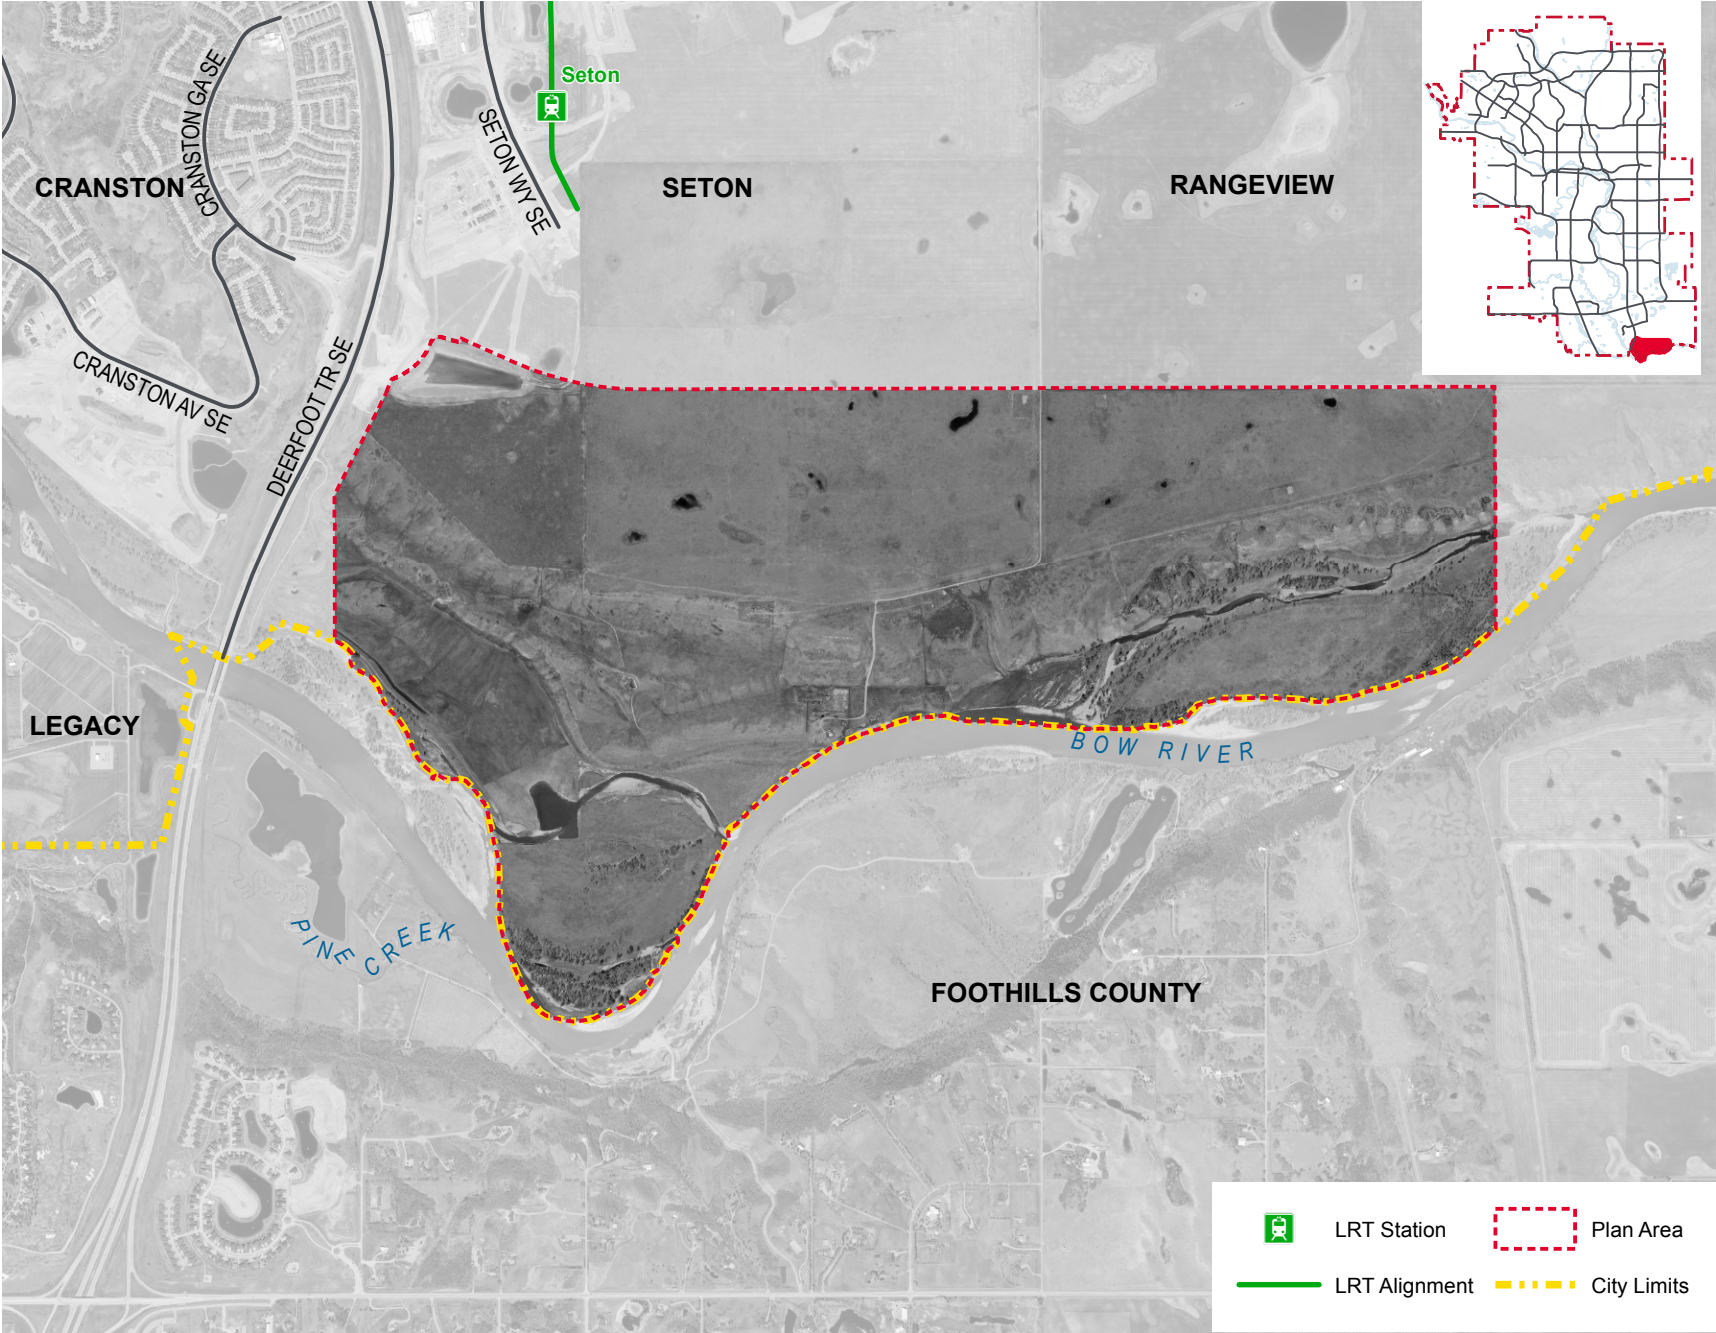 Seton
CRANSTON GA SE
SETON WY SE
CRANSTON
SETON
RANGEVIEW
CRANSTON AV SE
DEERFOOT TR SE
LEGACY
BOW RIVER
PINE CREEK
FOOTHILLS COUNTY
LRT Station
Plan Area
LRT Alignment
City Limits